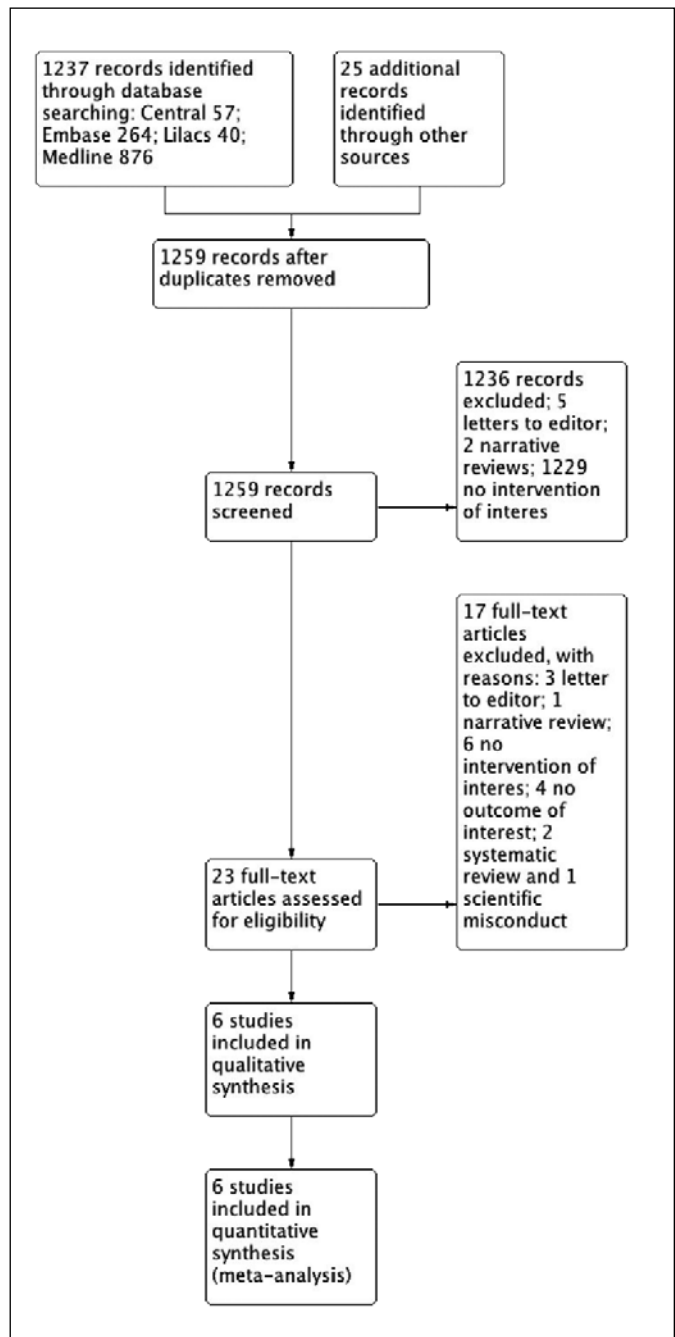 1237 records identified
through database
searching: Central 57;
Embase 264; Lilacs 40;
Medline 876
25 additional
records
identified
through other
sources
1259 records after
duplicates removed
1236 records
excluded; 5
letters to editor;
2 narrative
reviews; 1229
no intervention
of interes
1259 records
screened
17 full-text
articles
excluded, with
reasons: 3 letter
to editor; 1
narrative review;
6 no
intervention of
interes; 4 no
outcome of
interest; 2
systematic
review and 1
scientific
misconduct
23 full-text
articles assessed
for eligibility
6 studies
included in
qualitative
synthesis
6 studies
included in
quantitative
synthesis
(meta-analysis)